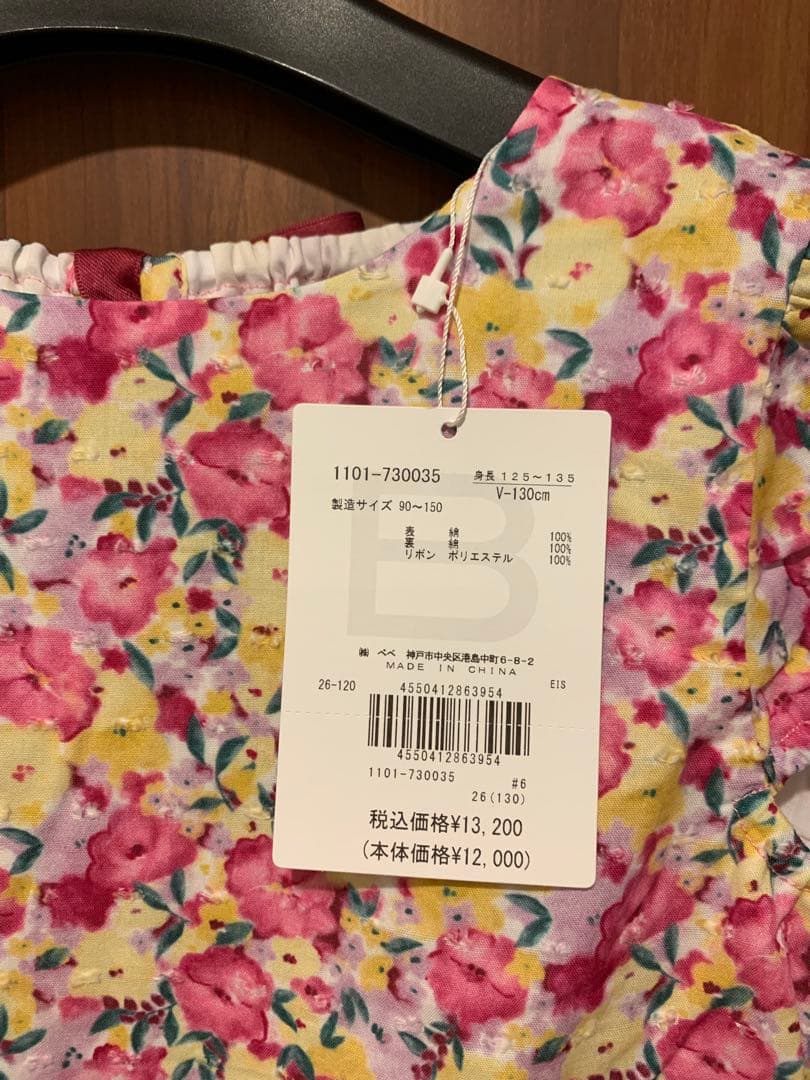 1101-730035 身長 125～135
V-130cm
製造サイズ 90～150
表 綿 100%
裏 綿 100%
リボン ポリエステル 100%
B
㈱ べべ 神戸市中央区港島中町6-8-2
MADE IN CHINA
26-120 4550412863954 EIS
4550412863954
1101-730035 #6
26(130)
税込価格¥13,200
(本体価格¥12,000)